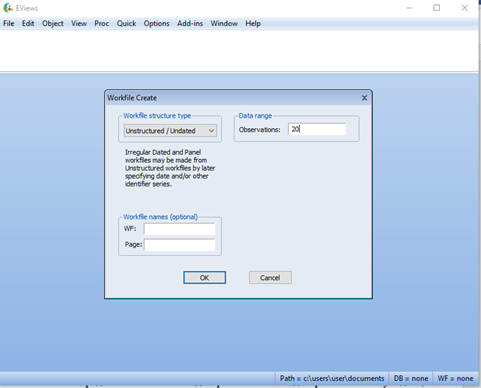 EViews
File Edit Object View Proc Quick Options Add-ins Window Help
Workfile Create
X
Workfile structure type
Unstructured / Undated
Data range
Observations: 20
Irregular Dated and Panel
workfiles may be made from
Unstructured workfiles by later
specifying date and/or other
identifier series.
Workfile names (optional)
WF:
Page:
OK Cancel
Path = c:\users\user\documents DB = none WF = none